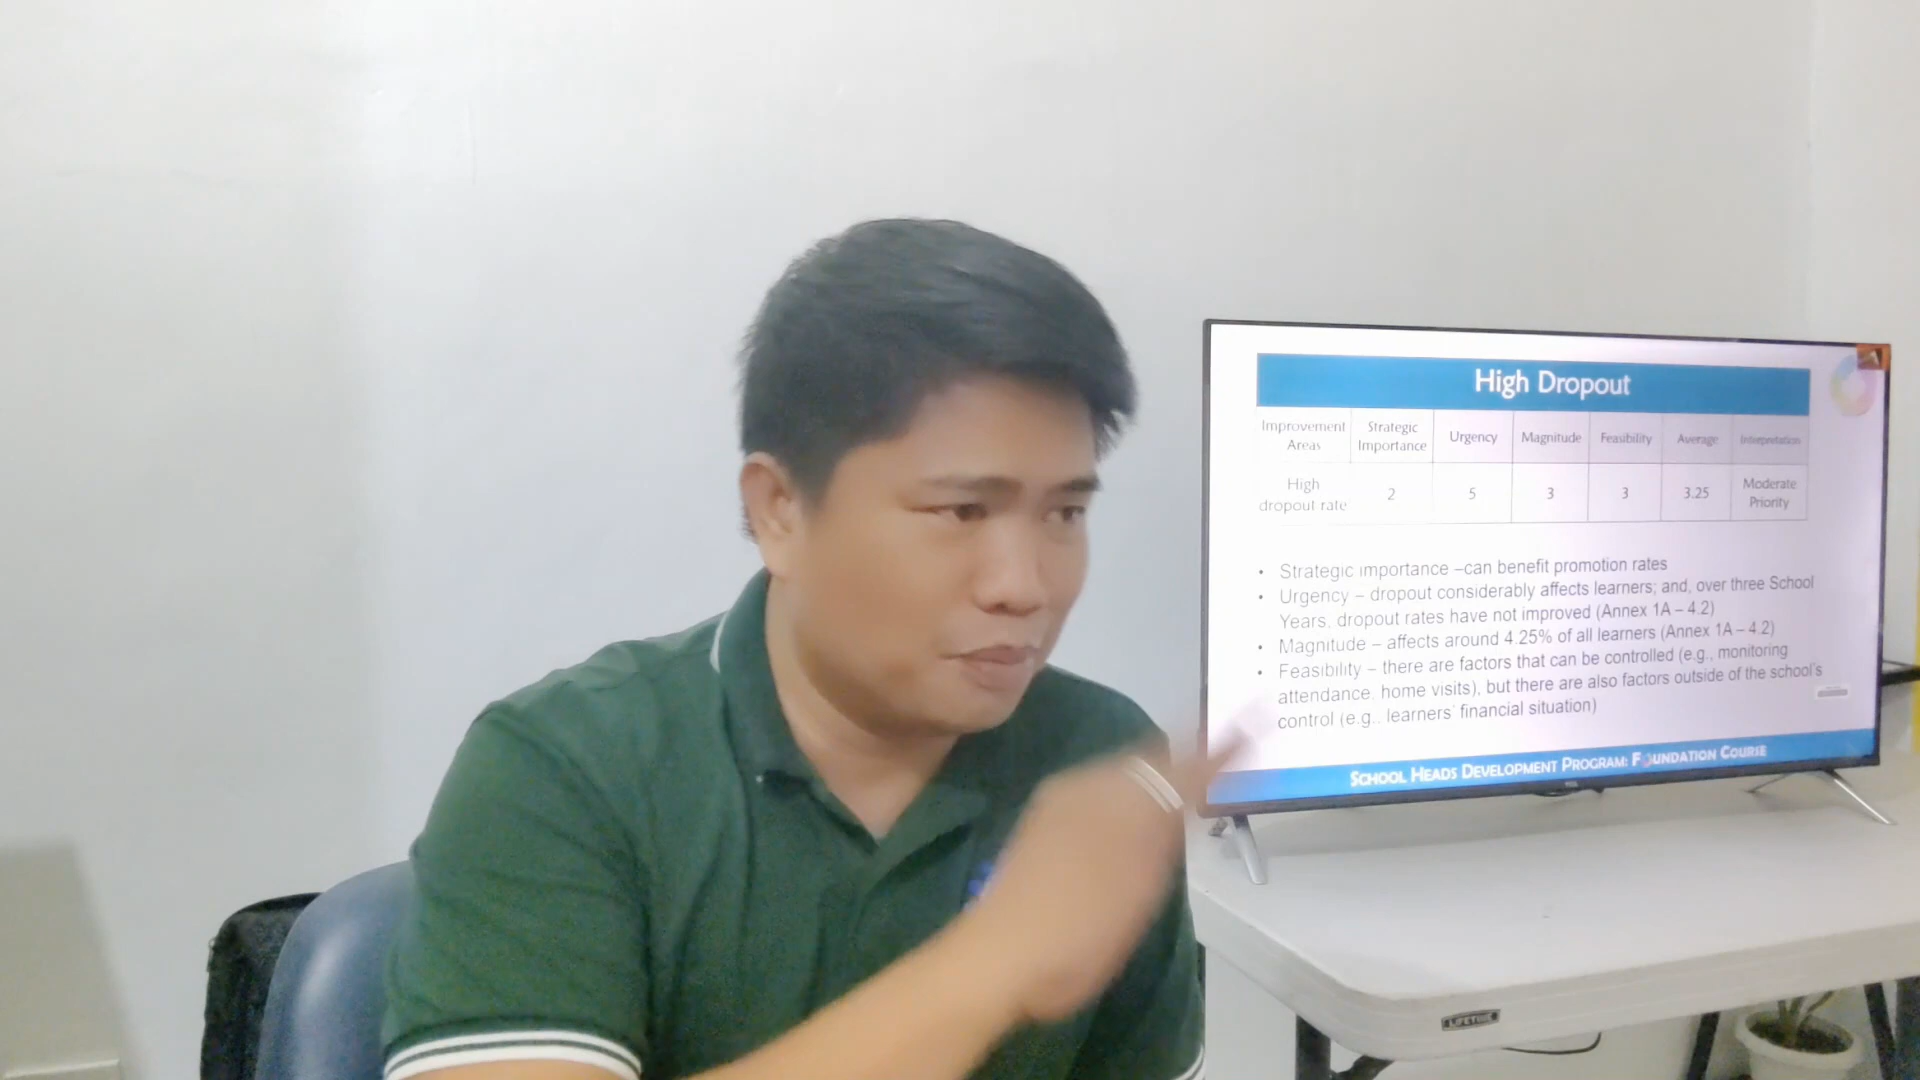 High Dropout
Improvement Areas Strategic Importance Urgency Magnitude Feasibility Average Interpretation
High dropout rate 2 5 3 3 3.25 Moderate Priority
• Strategic importance –can benefit promotion rates
• Urgency – dropout considerably affects learners; and, over three School
Years, dropout rates have not improved (Annex 1A – 4.2)
• Magnitude – affects around 4.25% of all learners (Annex 1A – 4.2)
• Feasibility – there are factors that can be controlled (e.g., monitoring
attendance, home visits), but there are also factors outside of the school's
control (e.g., learners' financial situation)
SCHOOL HEADS DEVELOPMENT PROGRAM: FOUNDATION COURSE
LIFETIME